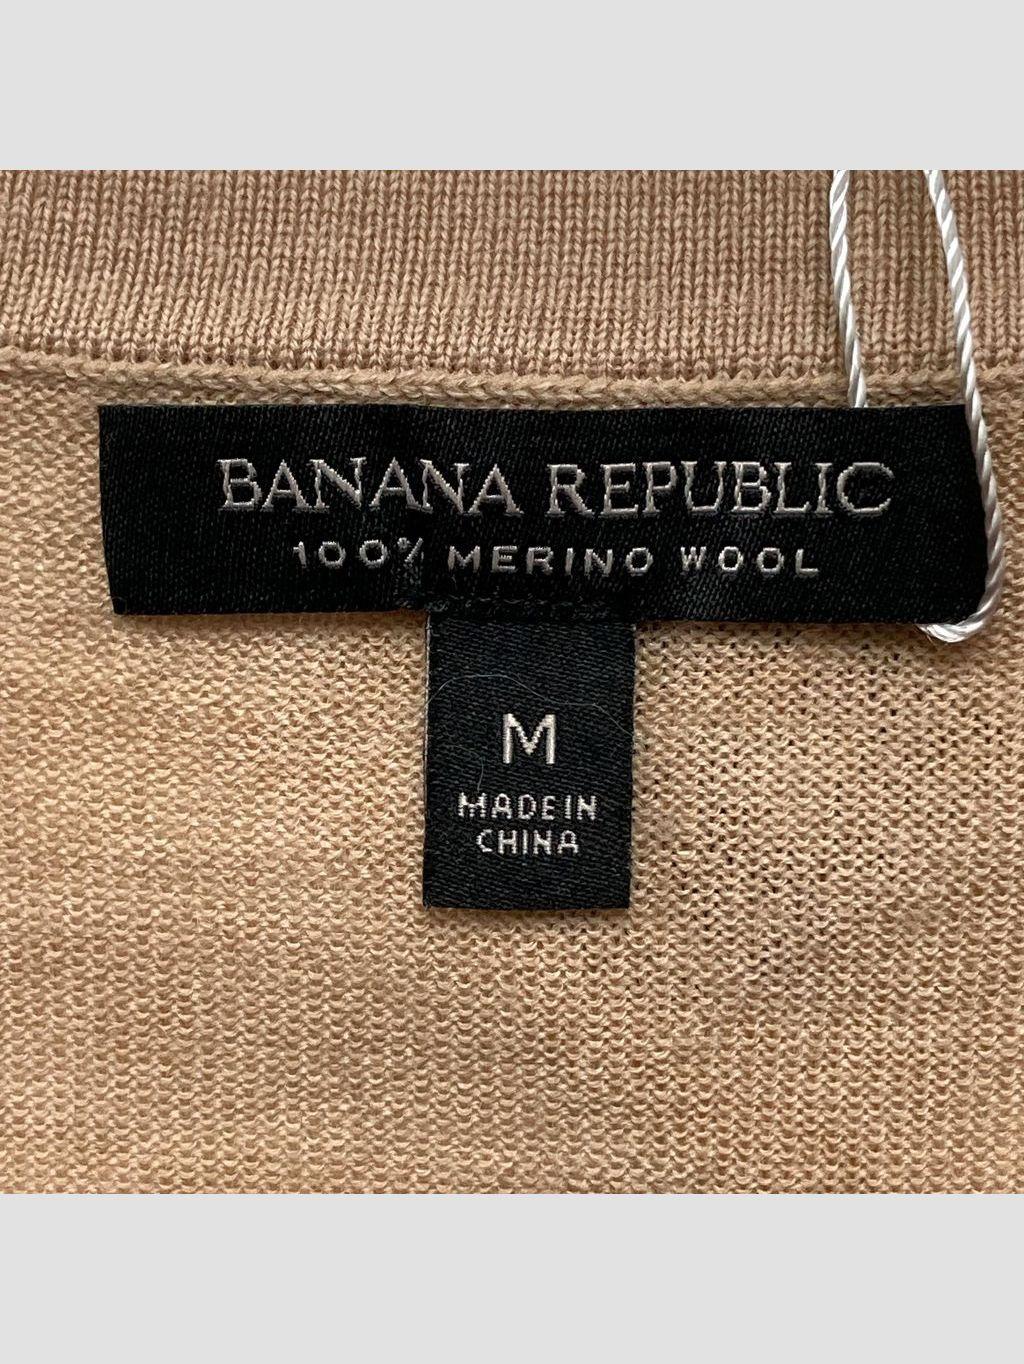 BANANA REPUBLIC
100% MERINO WOOL
M
MADE IN
CHINA